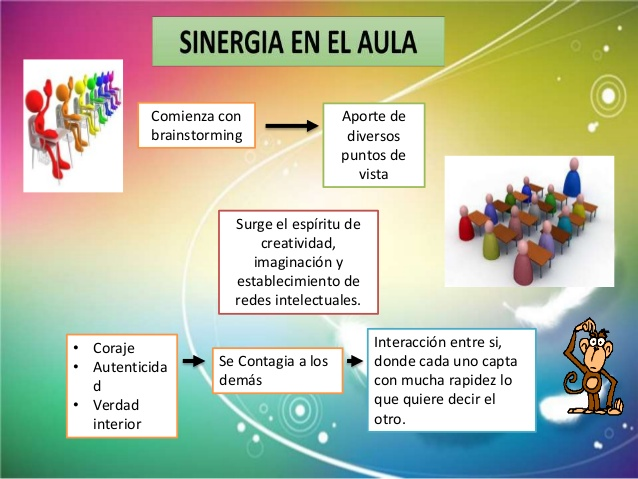 SINERGIA EN EL AULA
Comienza con
brainstorming
Aporte de
diversos
puntos de
vista
Surge el espíritu de
creatividad,
imaginación y
establecimiento de
redes intelectuales.
• Coraje
• Autenticida
d
• Verdad
interior
Se Contagia a los
demás
Interacción entre si,
donde cada uno capta
con mucha rapidez lo
que quiere decir el
otro.